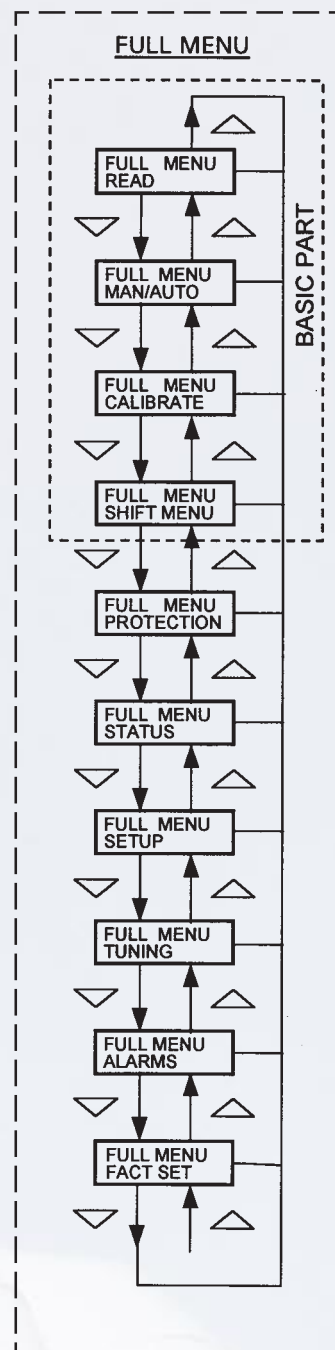 FULL MENU
FULL MENU
READ
FULL MENU
MAN/AUTO
FULL MENU
CALIBRATE
FULL MENU
SHIFT MENU
BASIC PART
FULL MENU
PROTECTION
FULL MENU
STATUS
FULL MENU
SETUP
FULL MENU
TUNING
FULL MENU
ALARMS
FULL MENU
FACT SET